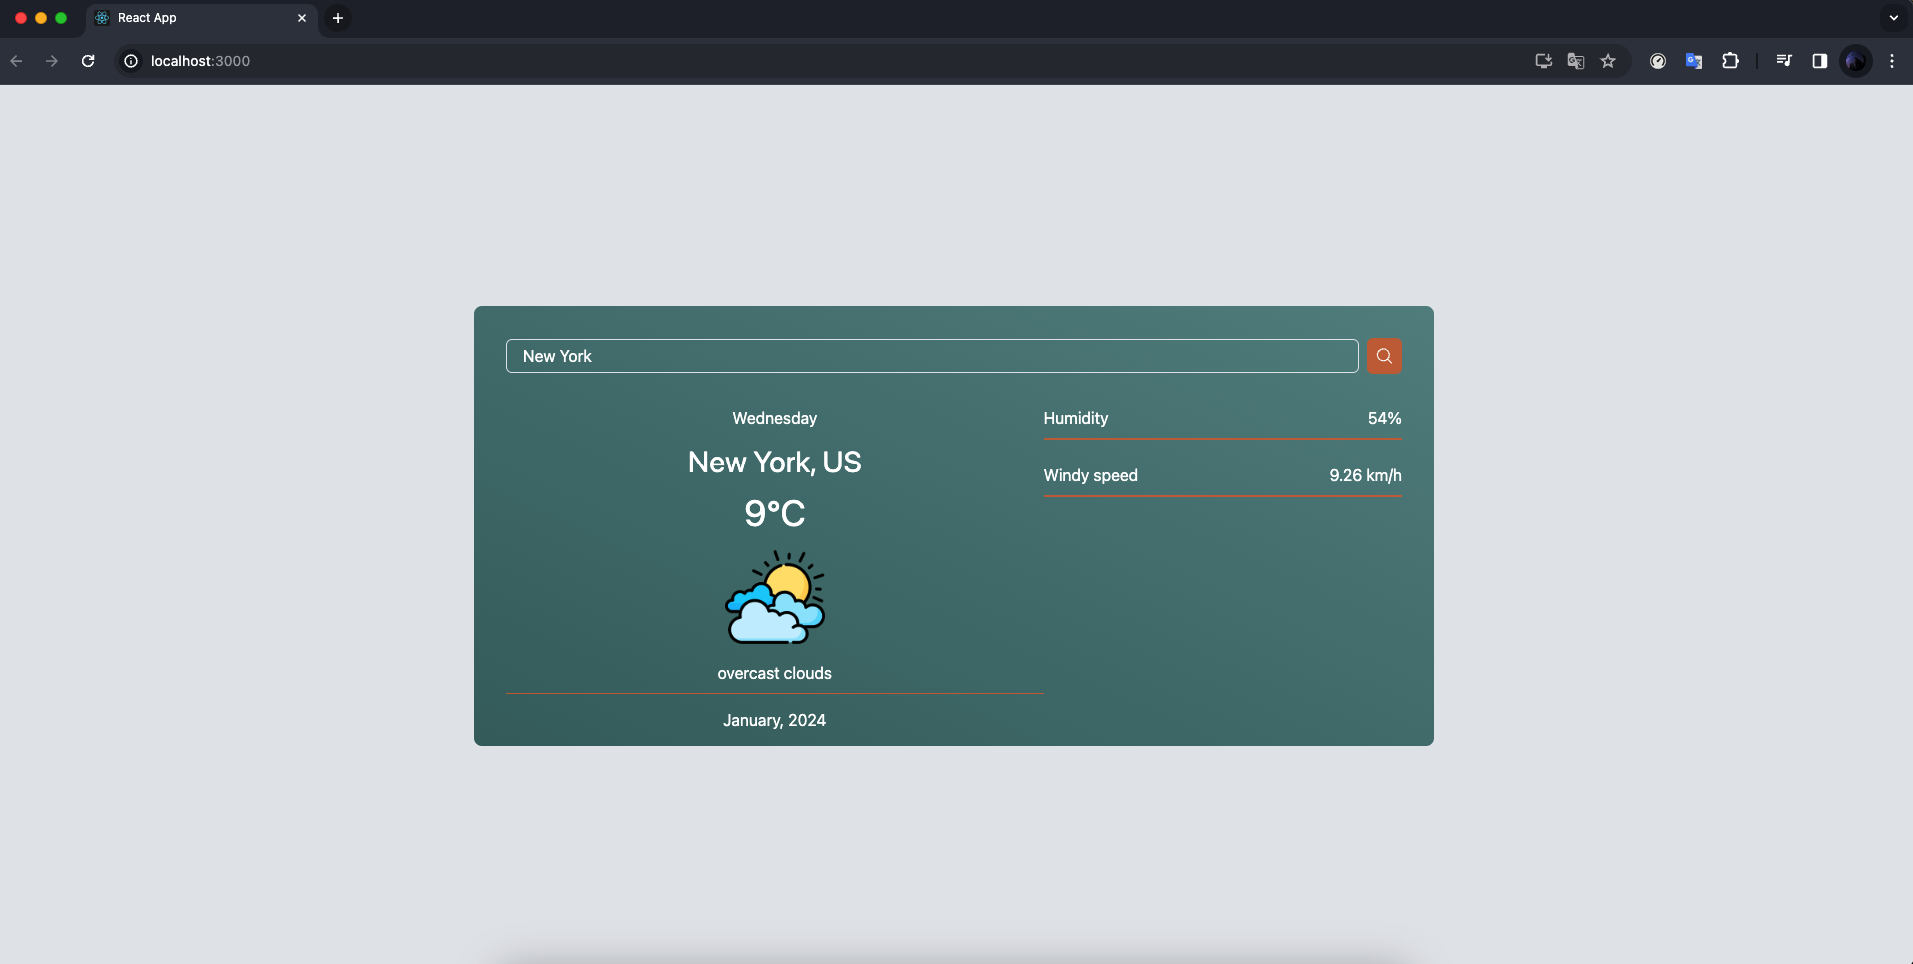 React App
localhost:3000
New York
Wednesday
New York, US
9°C
overcast clouds
January, 2024
Humidity 54%
Windy speed 9.26 km/h